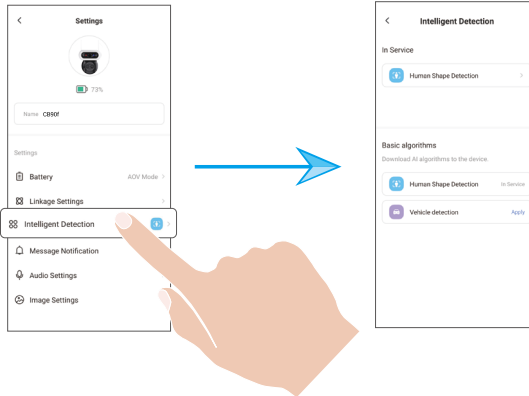 Settings
73%
Name CB90f
Settings
Battery AOV Mode
Linkage Settings
Intelligent Detection
Message Notification
Audio Settings
Image Settings
Intelligent Detection
In Service
Human Shape Detection
Basic algorithms
Download AI algorithms to the device
Human Shape Detection In Service
Vehicle detection Apply